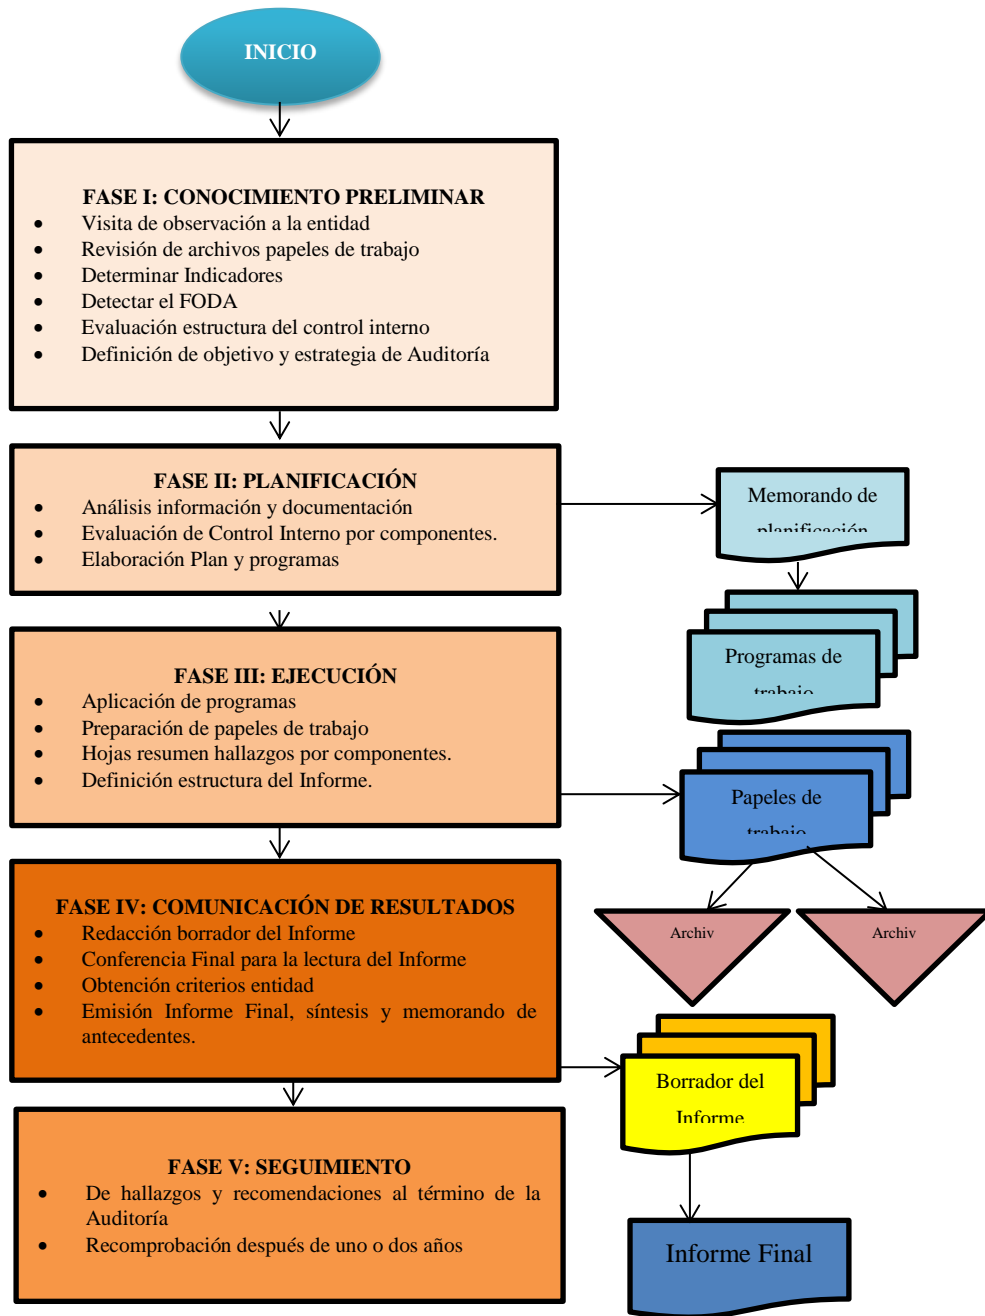 INICIO
FASE I: CONOCIMIENTO PRELIMINAR
• Visita de observación a la entidad
• Revisión de archivos papeles de trabajo
• Determinar Indicadores
• Detectar el FODA
• Evaluación estructura del control interno
• Definición de objetivo y estrategia de Auditoría
FASE II: PLANIFICACIÓN
• Análisis información y documentación
• Evaluación de Control Interno por componentes.
• Elaboración Plan y programas
Memorando de
planificación
Programas de
trabajo
FASE III: EJECUCIÓN
• Aplicación de programas
• Preparación de papeles de trabajo
• Hojas resumen hallazgos por componentes.
• Definición estructura del Informe.
Papeles de
trabajo
Archiv
Archiv
FASE IV: COMUNICACIÓN DE RESULTADOS
• Redacción borrador del Informe
• Conferencia Final para la lectura del Informe
• Obtención criterios entidad
• Emisión Informe Final, síntesis y memorando de
antecedentes.
Borrador del
Informe
FASE V: SEGUIMIENTO
• De hallazgos y recomendaciones al término de la
Auditoría
• Recomprobación después de uno o dos años
Informe Final